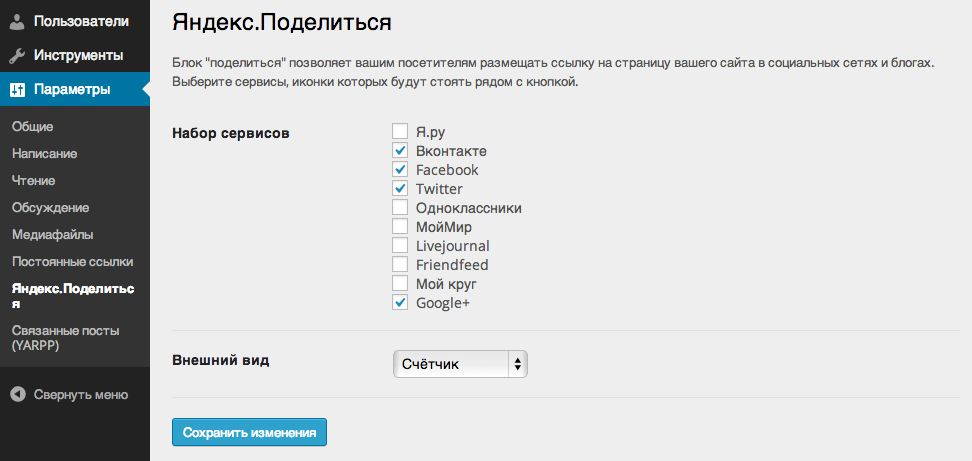 Пользователи
Инструменты
Параметры
Общие
Написание
Чтение
Обсуждение
Медиафайлы
Постоянные ссылки
Яндекс.Поделитьс
я
Связанные посты
(YARPP)
Свернуть меню
Яндекс.Поделиться
Блок "поделиться" позволяет вашим посетителям размещать ссылку на страницу вашего сайта в социальных сетях и блогах.
Выберите сервисы, иконки которых будут стоять рядом с кнопкой.
Набор сервисов
Я.ру
Вконтакте
Facebook
Twitter
Одноклассники
МойМир
Livejournal
Friendfeed
Мой круг
Google+
Внешний вид
Счётчик
Сохранить изменения